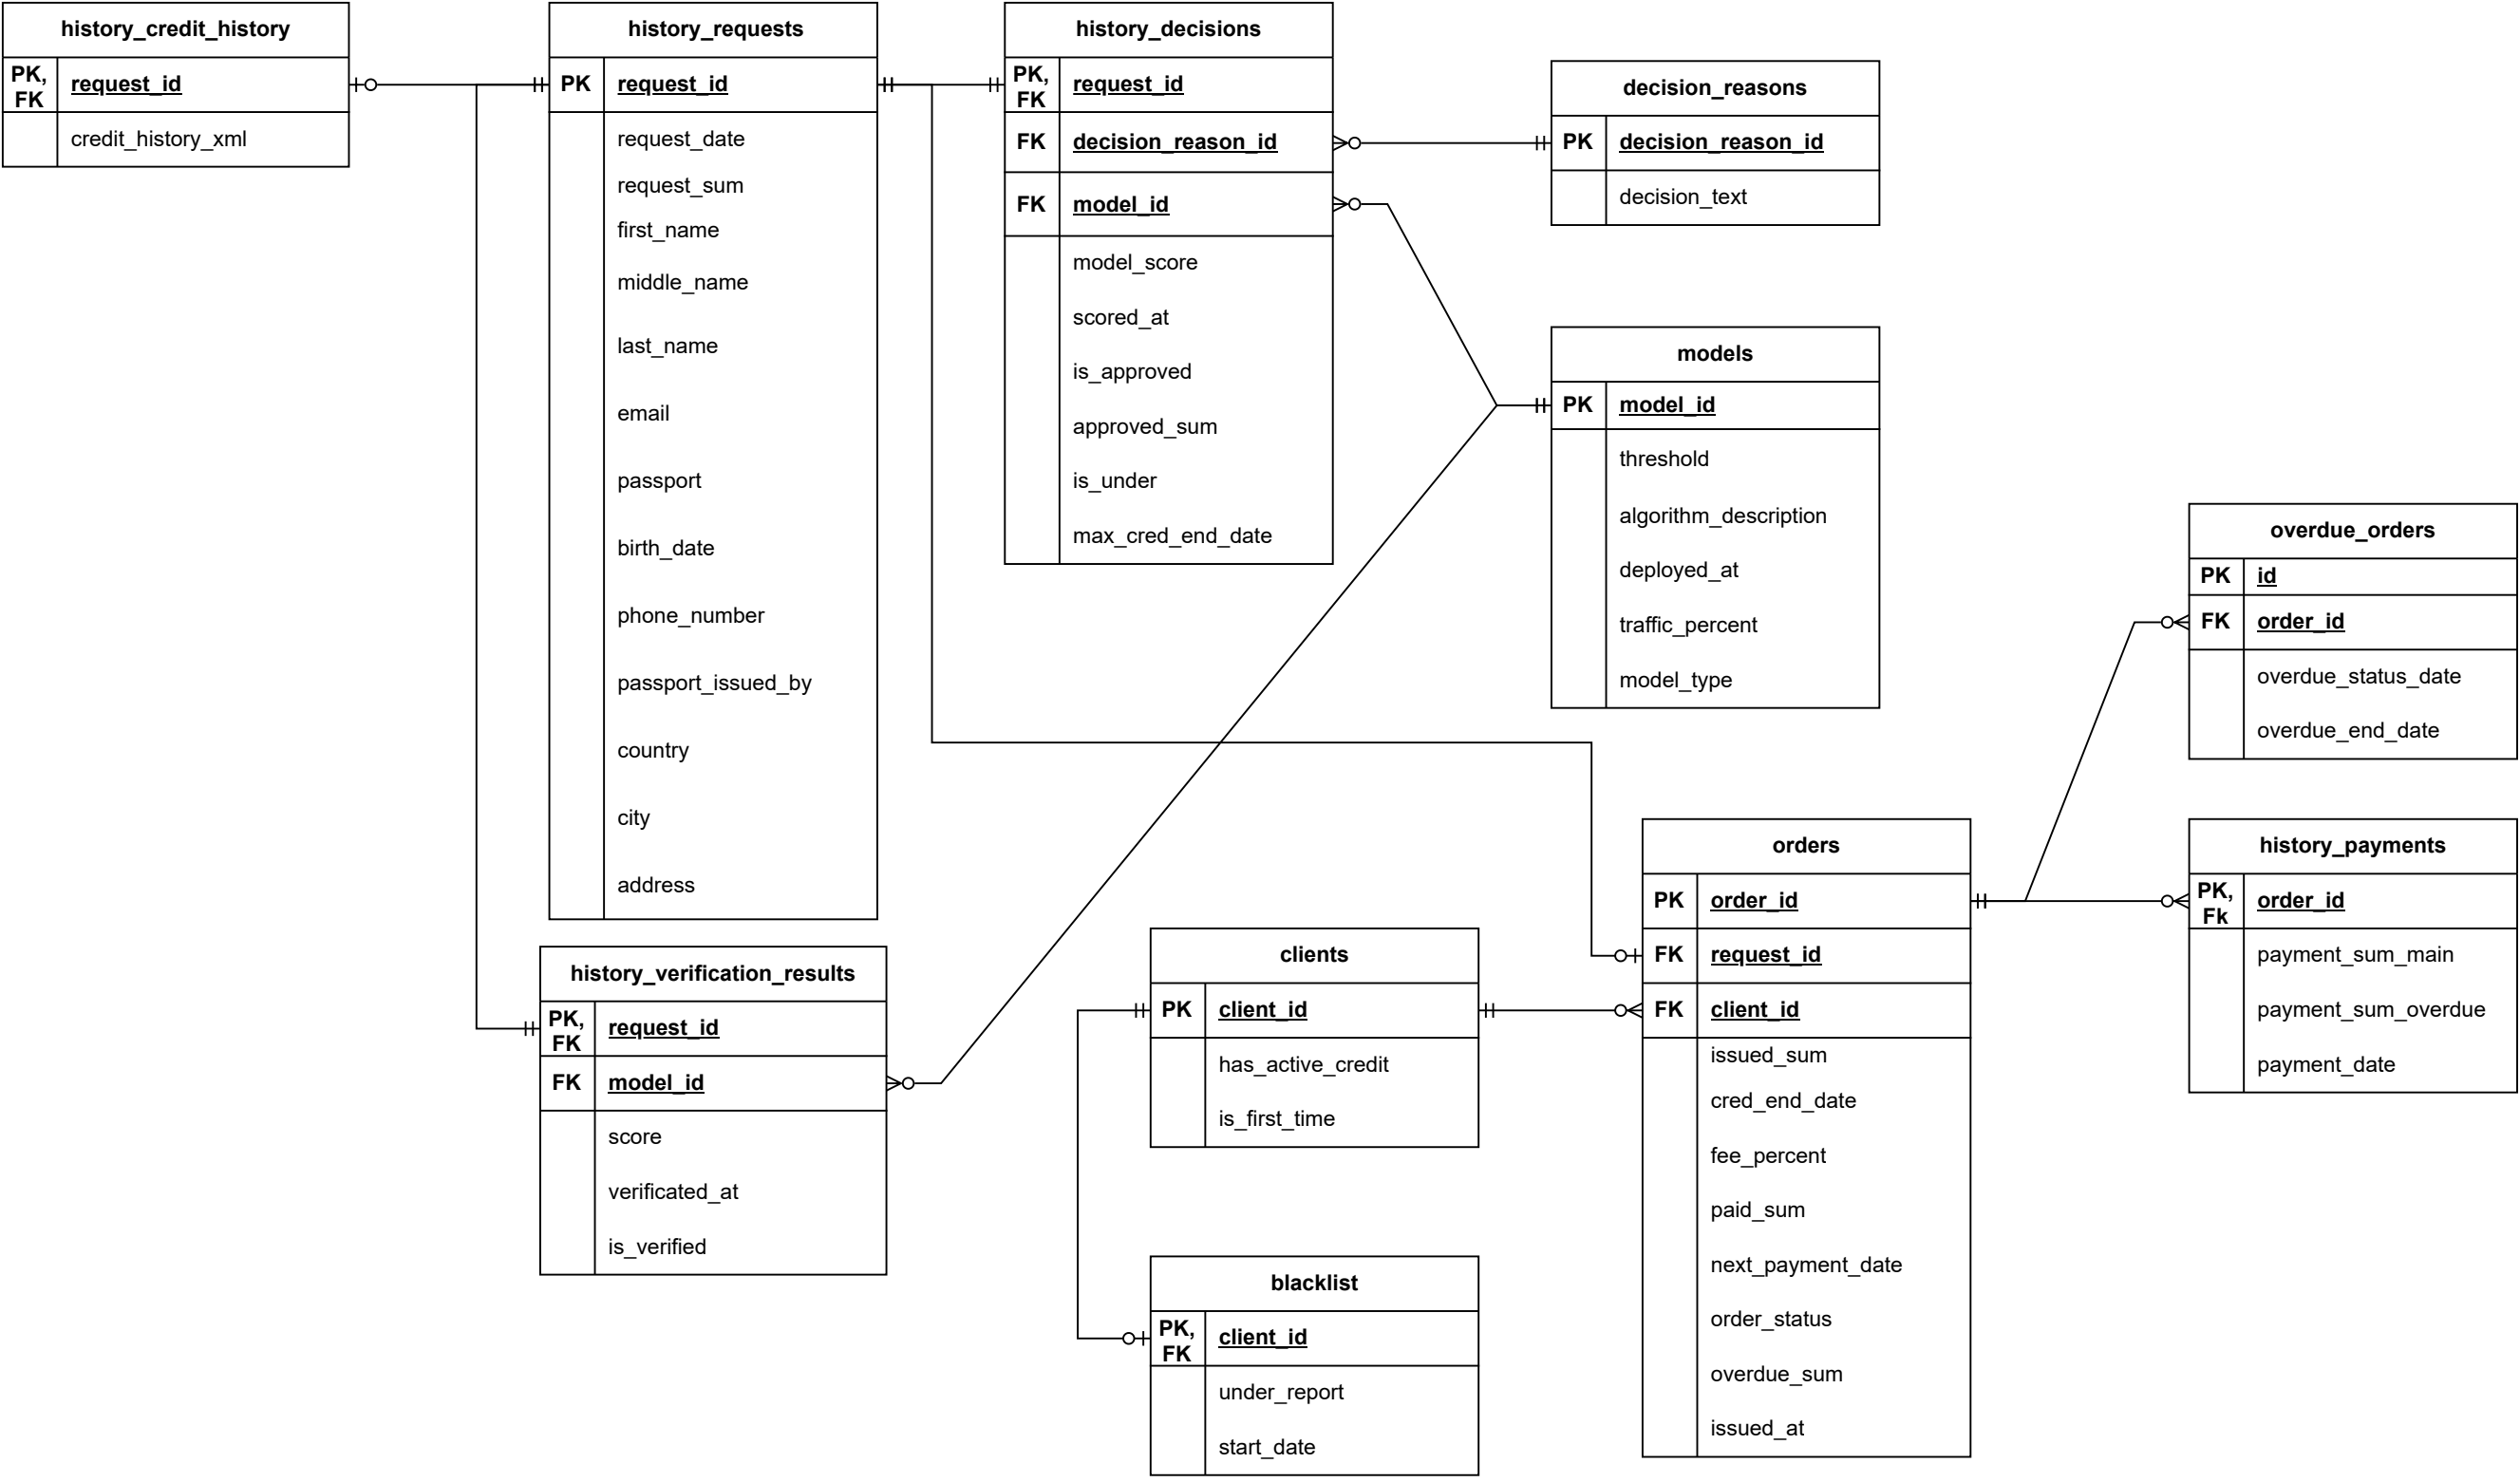 history_credit_history
PK,
FK
request_id
credit_history_xml
history_requests
PK
request_id
request_date
request_sum
first_name
middle_name
last_name
email
passport
birth_date
phone_number
passport_issued_by
country
city
address
history_decisions
PK,
FK
request_id
FK
decision_reason_id
FK
model_id
model_score
scored_at
is_approved
approved_sum
is_under
max_cred_end_date
decision_reasons
PK
decision_reason_id
decision_text
models
PK
model_id
threshold
algorithm_description
deployed_at
traffic_percent
model_type
overdue_orders
PK
id
FK
order_id
overdue_status_date
overdue_end_date
orders
PK
order_id
FK
request_id
FK
client_id
issued_sum
cred_end_date
fee_percent
paid_sum
next_payment_date
order_status
overdue_sum
issued_at
history_payments
PK,
Fk
order_id
payment_sum_main
payment_sum_overdue
payment_date
history_verification_results
PK,
FK
request_id
FK
model_id
score
verificated_at
is_verified
clients
PK
client_id
has_active_credit
is_first_time
blacklist
PK,
FK
client_id
under_report
start_date